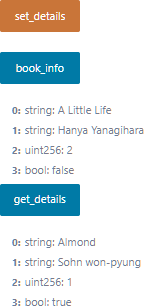 set_details
book_info
0: string: A Little Life
1: string: Hanya Yanagihara
2: uint256: 2
3: bool: false
get_details
0: string: Almond
1: string: Sohn won-pyung
2: uint256: 1
3: bool: true